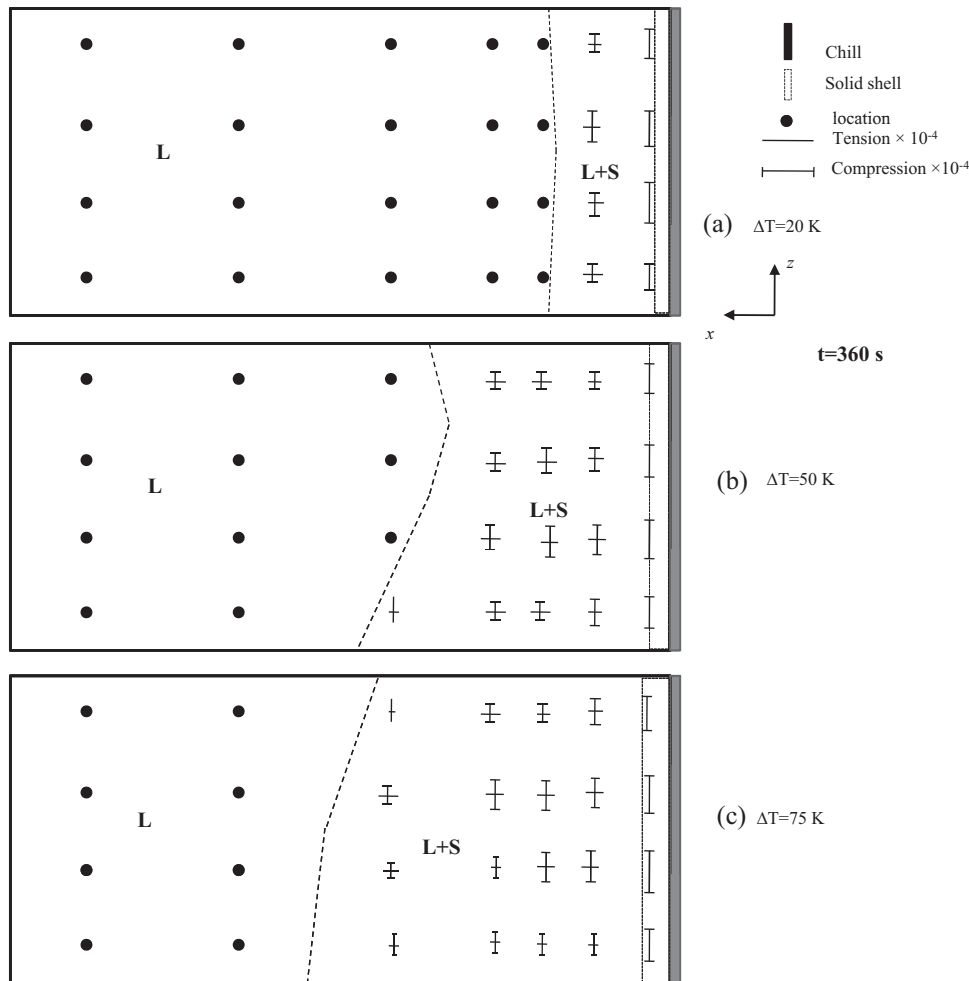 Chill
Solid shell
location
Tension × 10⁻⁴
Compression ×10⁻⁴
L
L+S
(a) ΔT=20 K
z
x
t=360 s
L
L+S
(b) ΔT=50 K
L
L+S
(c) ΔT=75 K